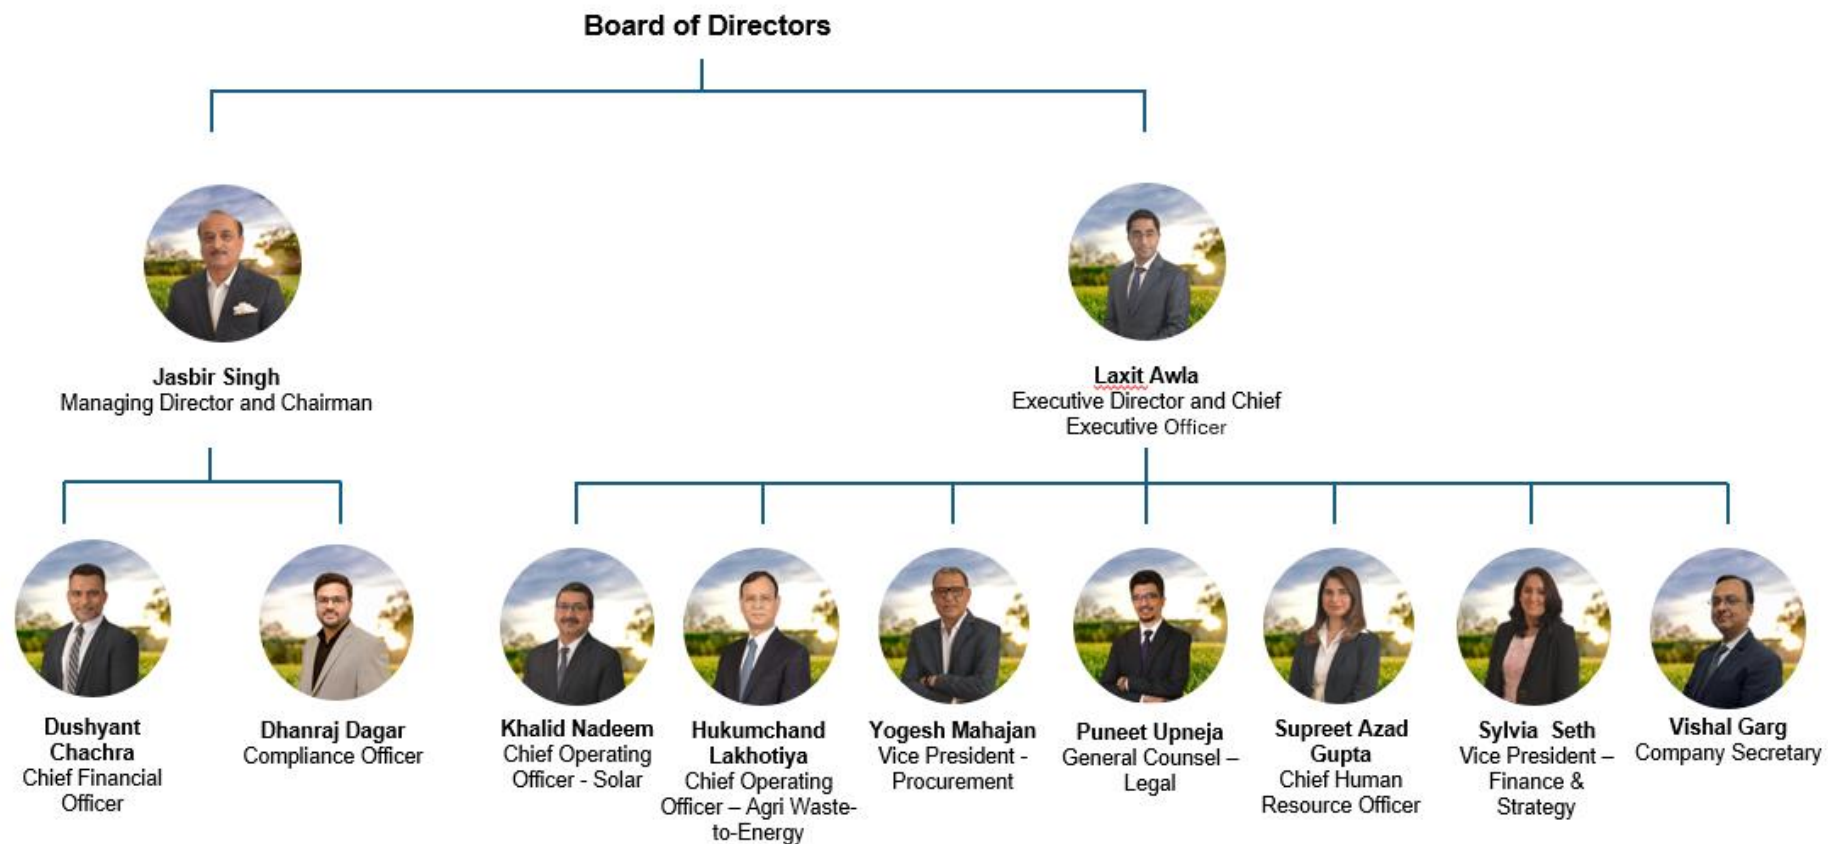 Board of Directors
Jasbir Singh
Managing Director and Chairman
Laxit Awla
Executive Director and Chief
Executive Officer
Dushyant
Chachra
Chief Financial
Officer
Dhanraj Dagar
Compliance Officer
Khalid Nadeem
Chief Operating
Officer - Solar
Hukumchand
Lakhotiya
Chief Operating
Officer – Agri Waste-
to-Energy
Yogesh Mahajan
Vice President -
Procurement
Puneet Upneja
General Counsel –
Legal
Supreet Azad
Gupta
Chief Human
Resource Officer
Sylvia Seth
Vice President –
Finance &
Strategy
Vishal Garg
Company Secretary